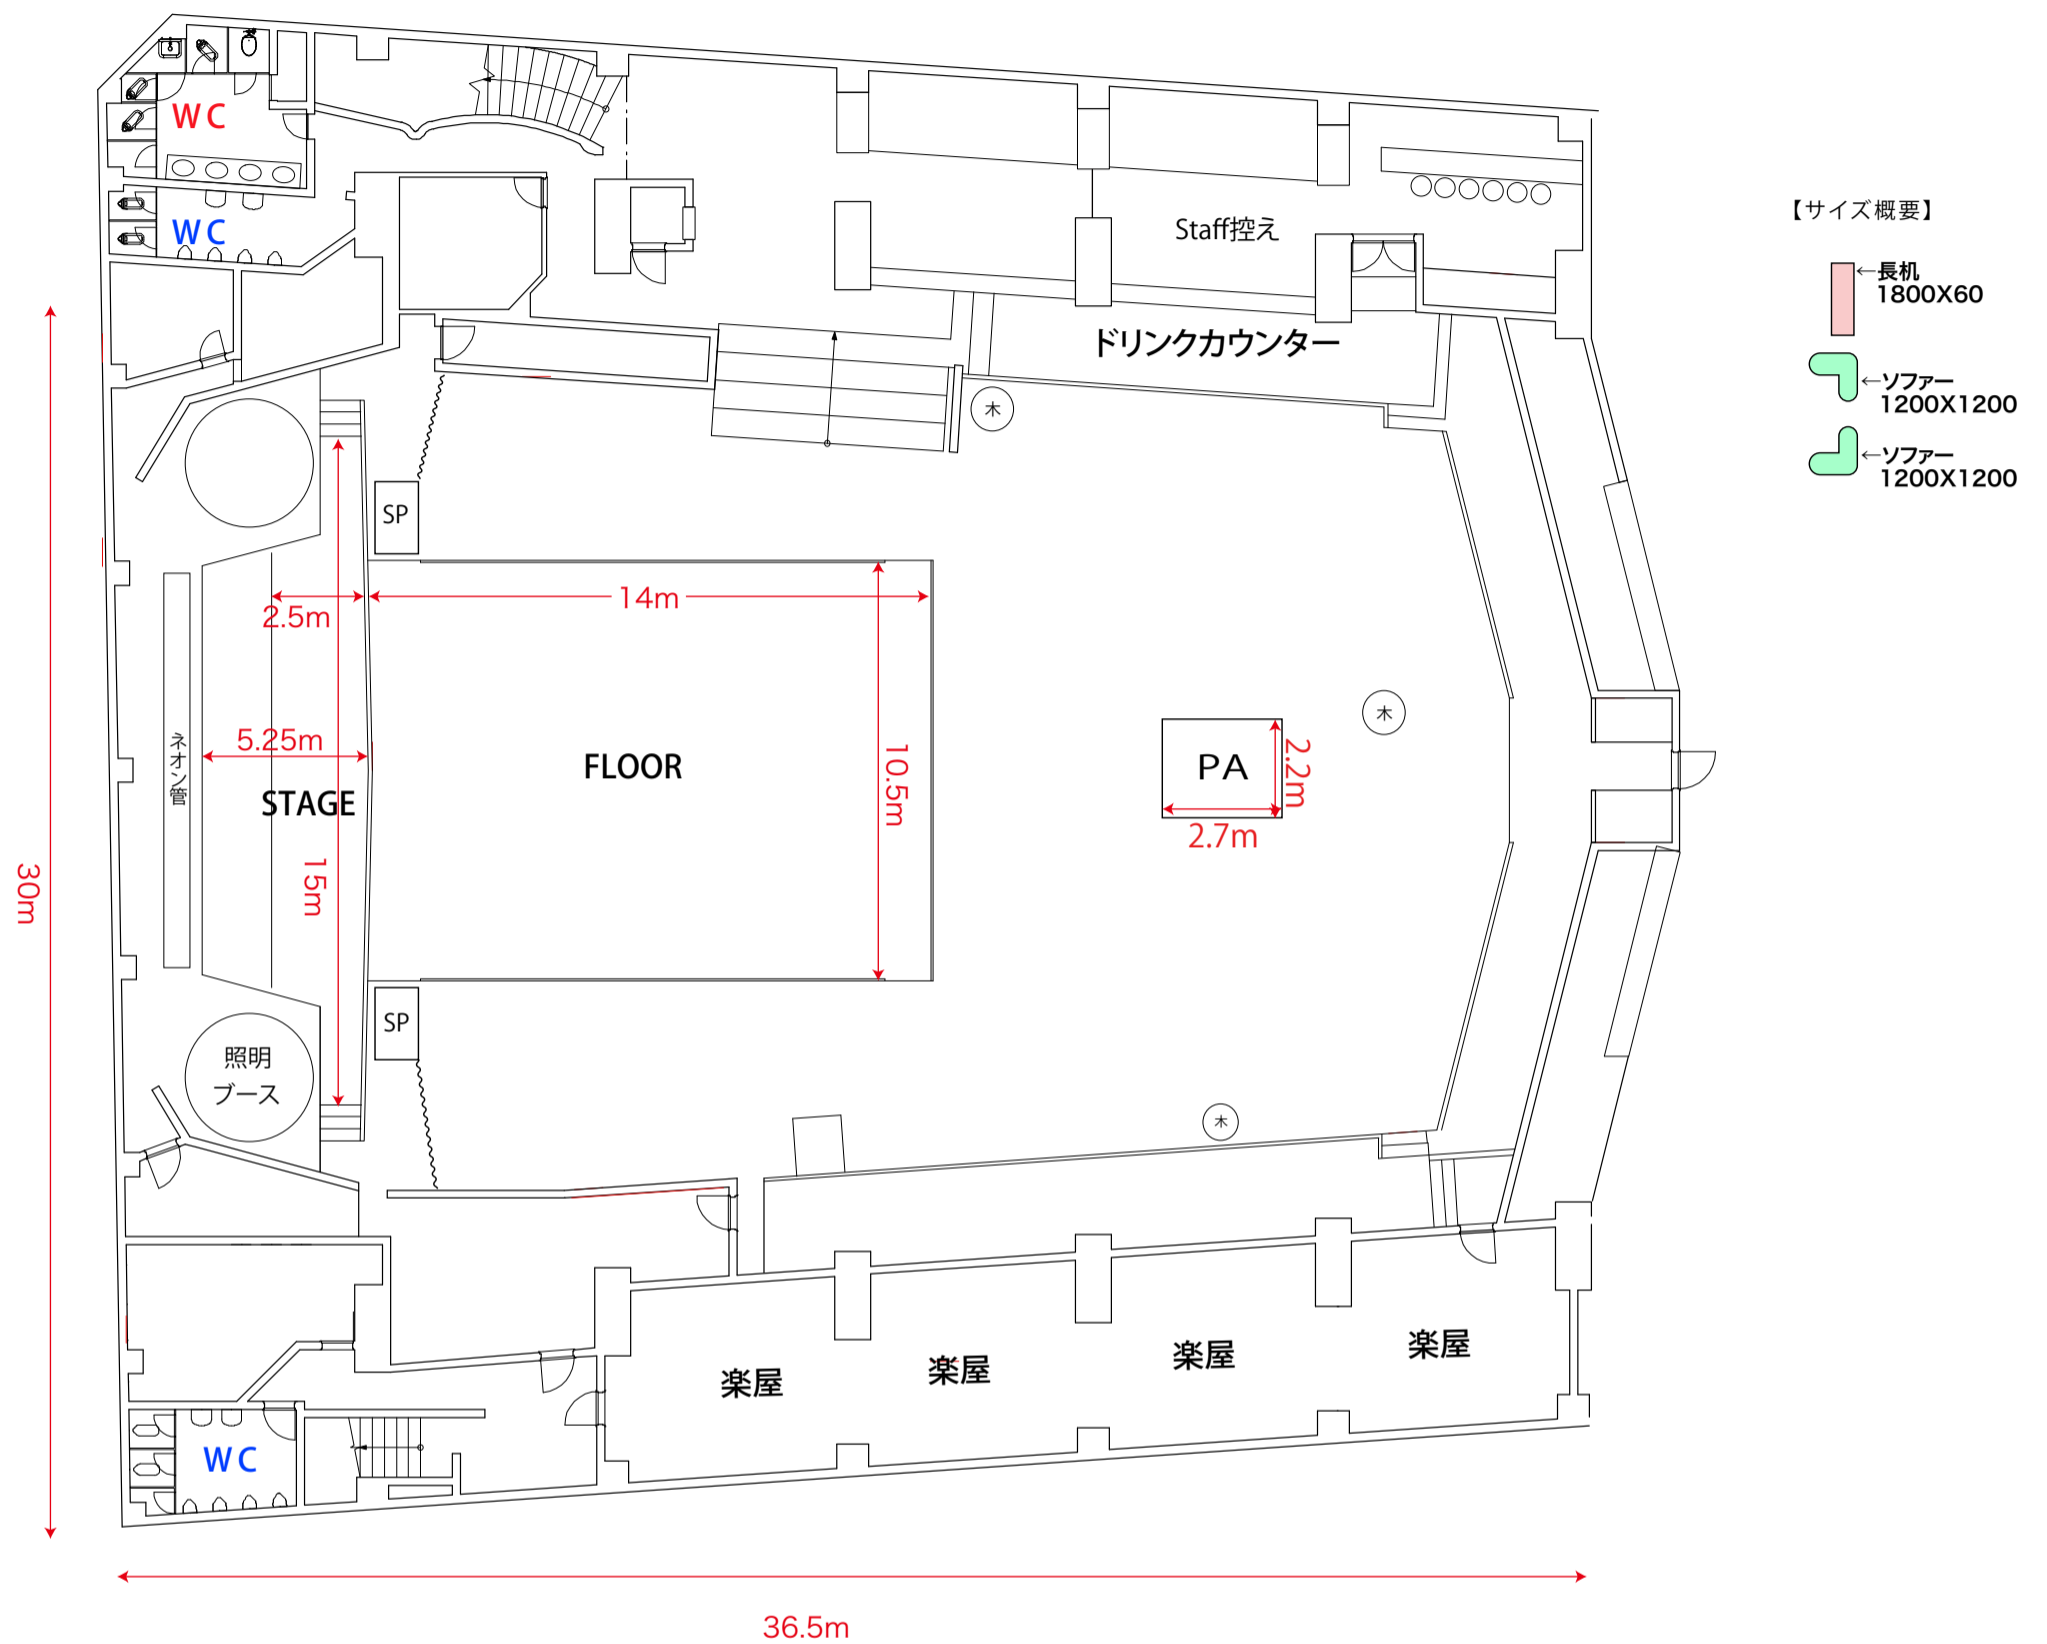 WC
WC
Staff控え
ドリンクカウンター
木
【サイズ概要】
←長机
1800X60
←ソファー
1200X1200
←ソファー
1200X1200
SP
14m
2.5m
5.25m
ネオン管
STAGE
FLOOR
10.5m
PA
2.2m
2.7m
木
15m
30m
SP
照明
ブース
木
楽屋
楽屋
楽屋
楽屋
WC
36.5m